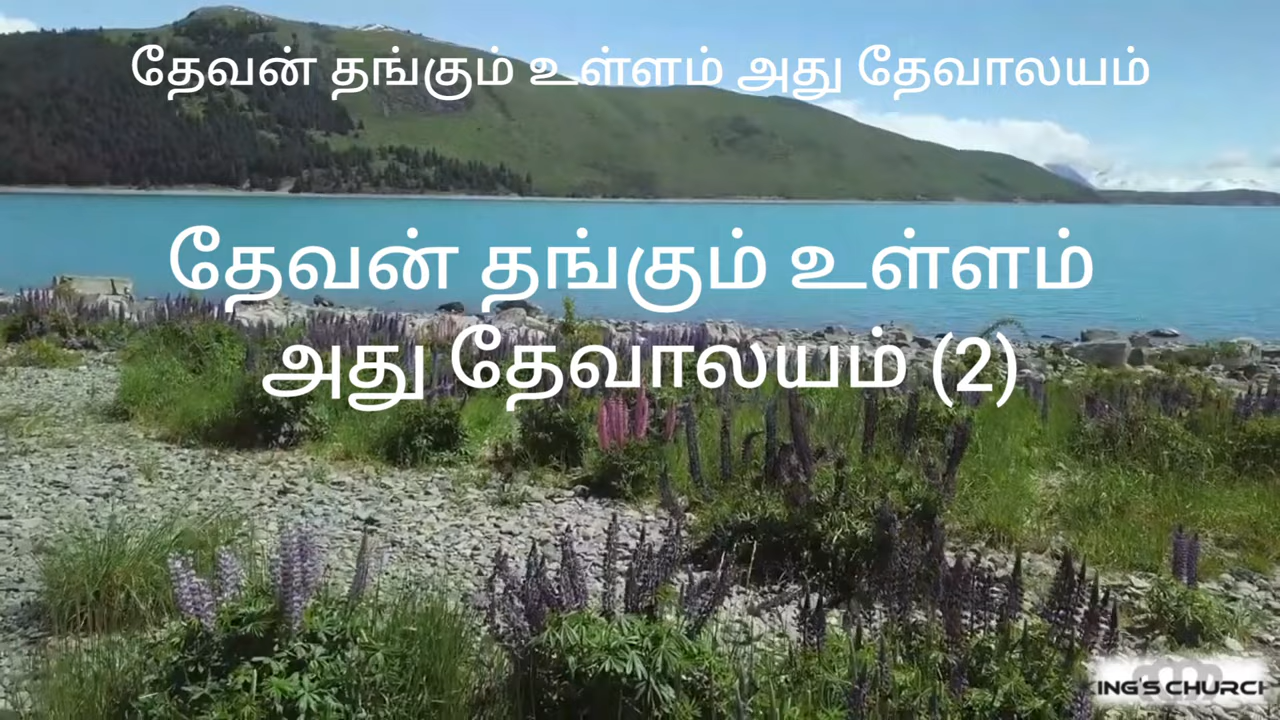 தேவன் தங்கும் உள்ளம் அது தேவாலயம்
தேவன் தங்கும் உள்ளம்
அது தேவாலயம் (2)
ING'S CHURCH